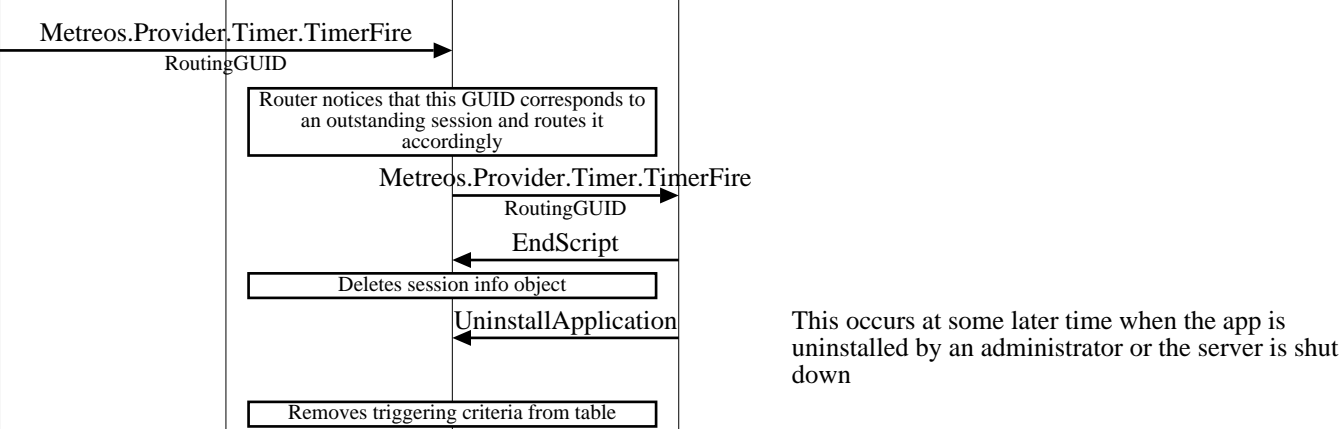 Metreos.Provider.Timer.TimerFire
RoutingGUID
Router notices that this GUID corresponds to
an outstanding session and routes it
accordingly
Metreos.Provider.Timer.TimerFire
RoutingGUID
EndScript
Deletes session info object
UninstallApplication
This occurs at some later time when the app is
uninstalled by an administrator or the server is shut
down
Removes triggering criteria from table